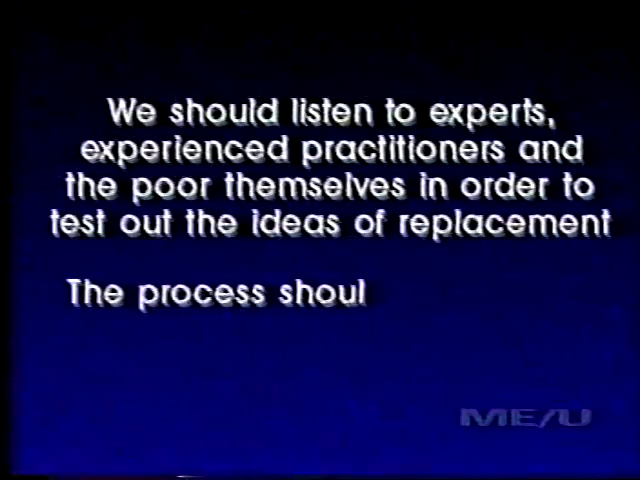 We should listen to experts,
experienced practitioners and
the poor themselves in order to
test out the ideas of replacement
The process shoul
ME/U